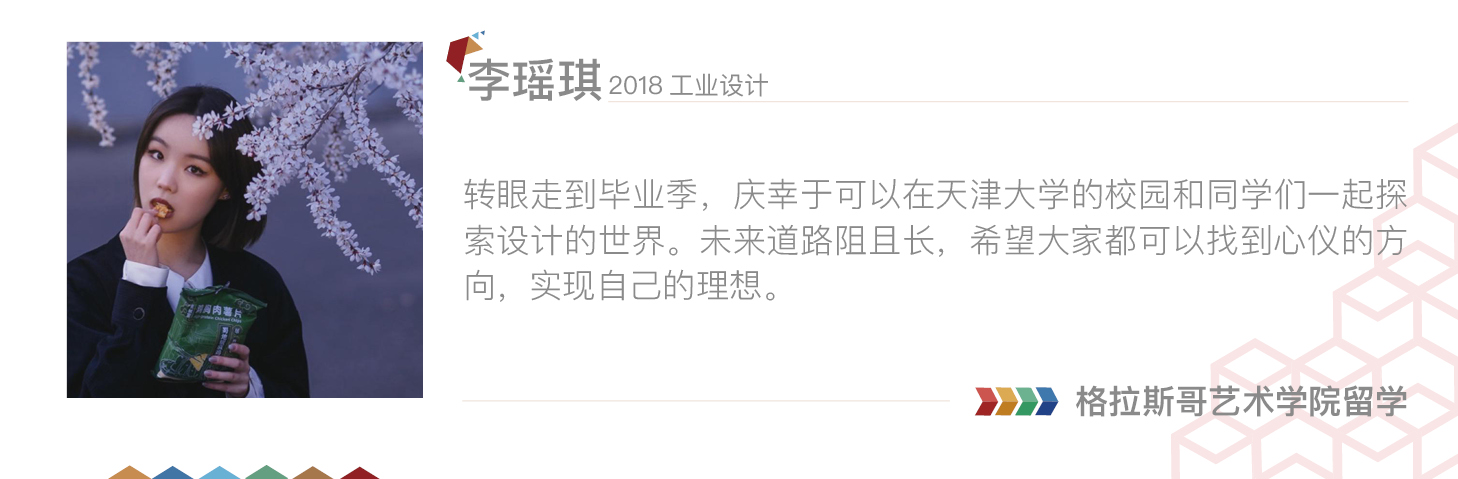 李瑶琪 2018 工业设计
转眼走到毕业季，庆幸于可以在天津大学的校园和同学们一起探
索设计的世界。未来道路阻且长，希望大家都可以找到心仪的方
向，实现自己的理想。
肉薯片
格拉斯哥艺术学院留学